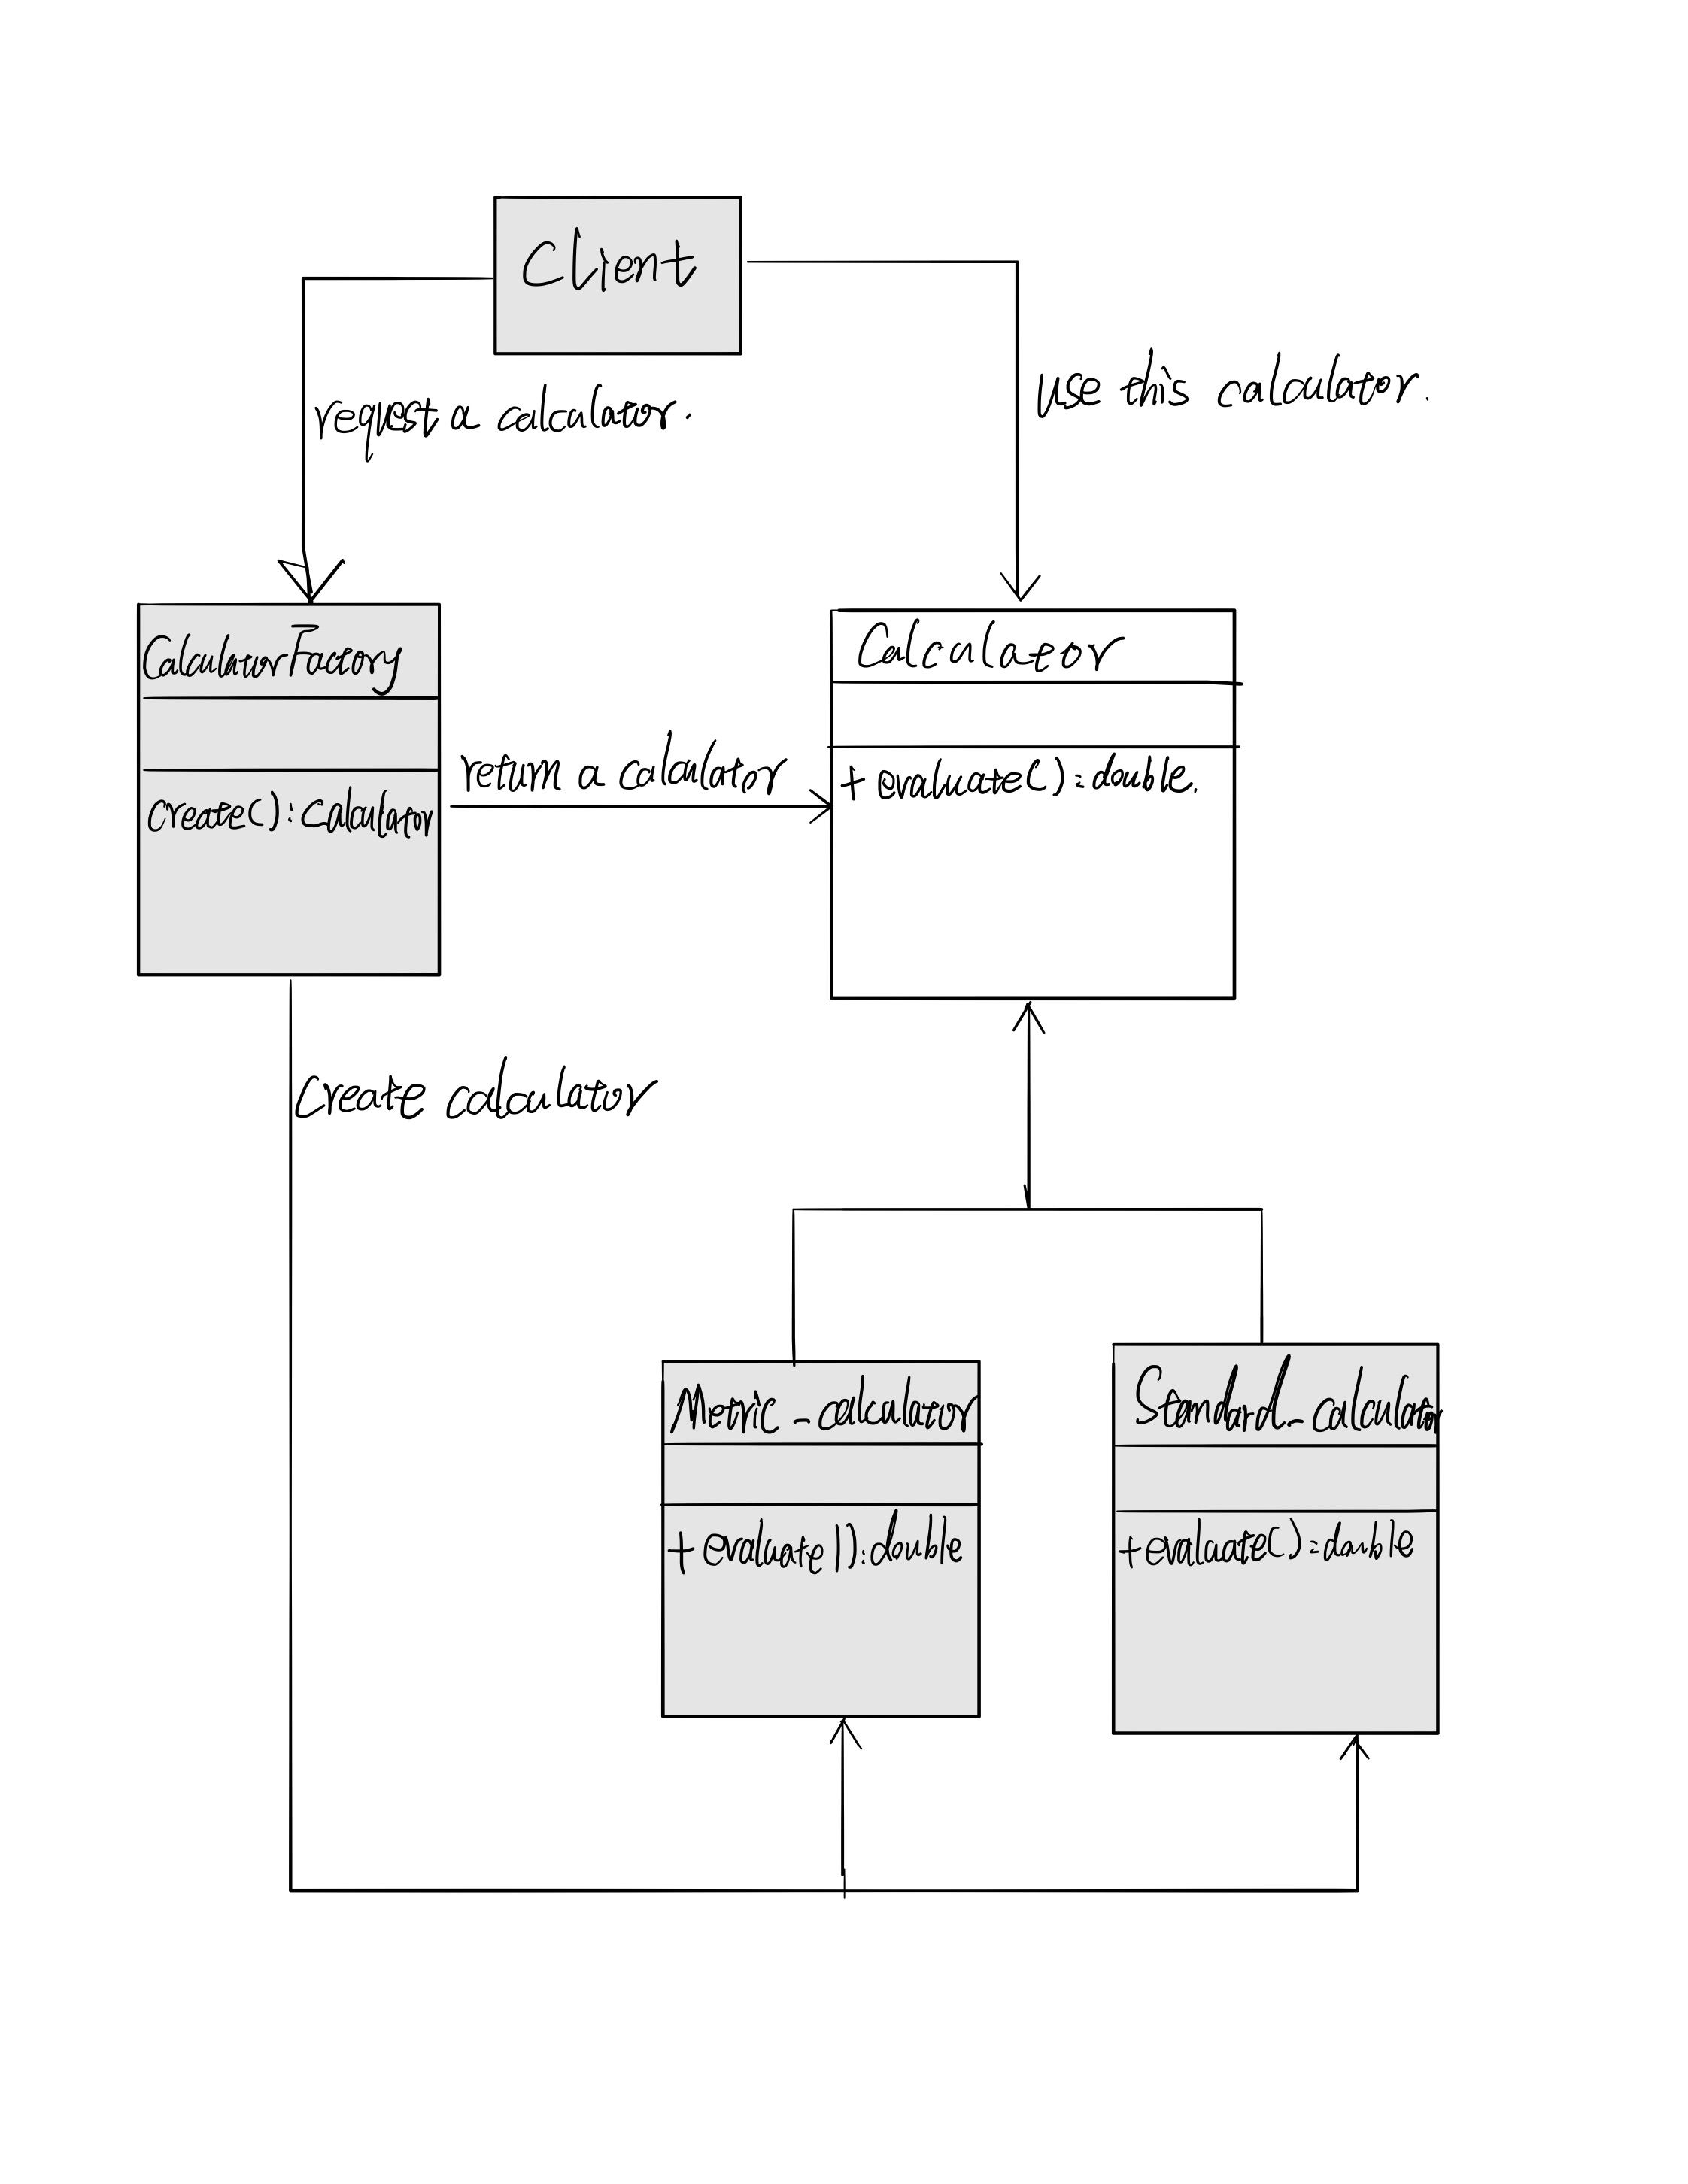 Client
request a calculator.
use this calculator.
CalculatorFactory
Calculator
return a calculator
+ evaluate() : double.
create() : Calculator
Create calculator
Metric_calculator
Standard_calculator
+ evaluate() : double
+ evaluate() : double